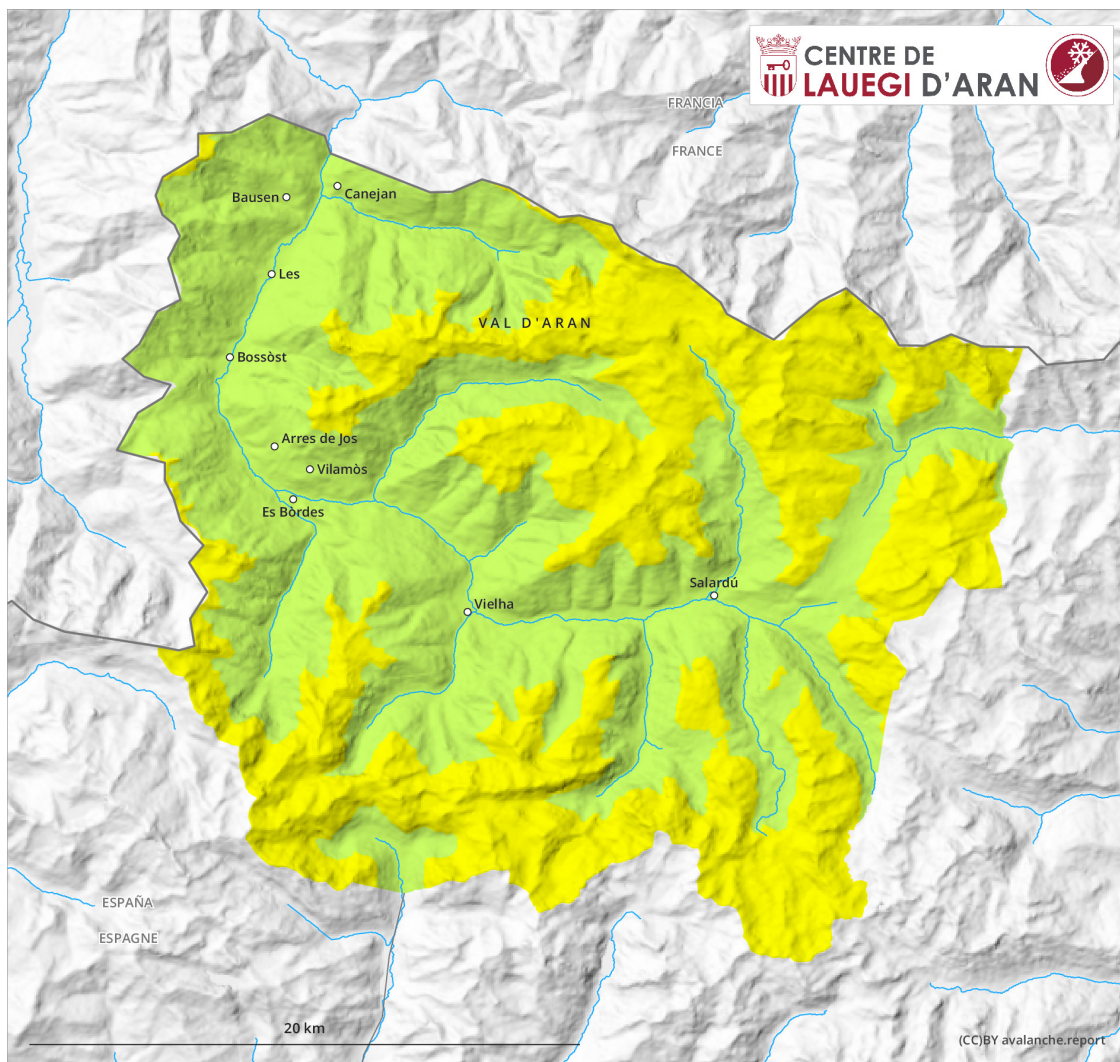 CENTRE DE
LAUEGI D'ARAN
FRANCIA
FRANCE
Bausen
Canejan
Les
VAL D'ARAN
Bossòst
Arres de Jos
Vilamòs
Es Bòrdes
Salardú
Vielha
ESPAÑA
ESPAGNE
20 km
(CC)BY avalanche.report